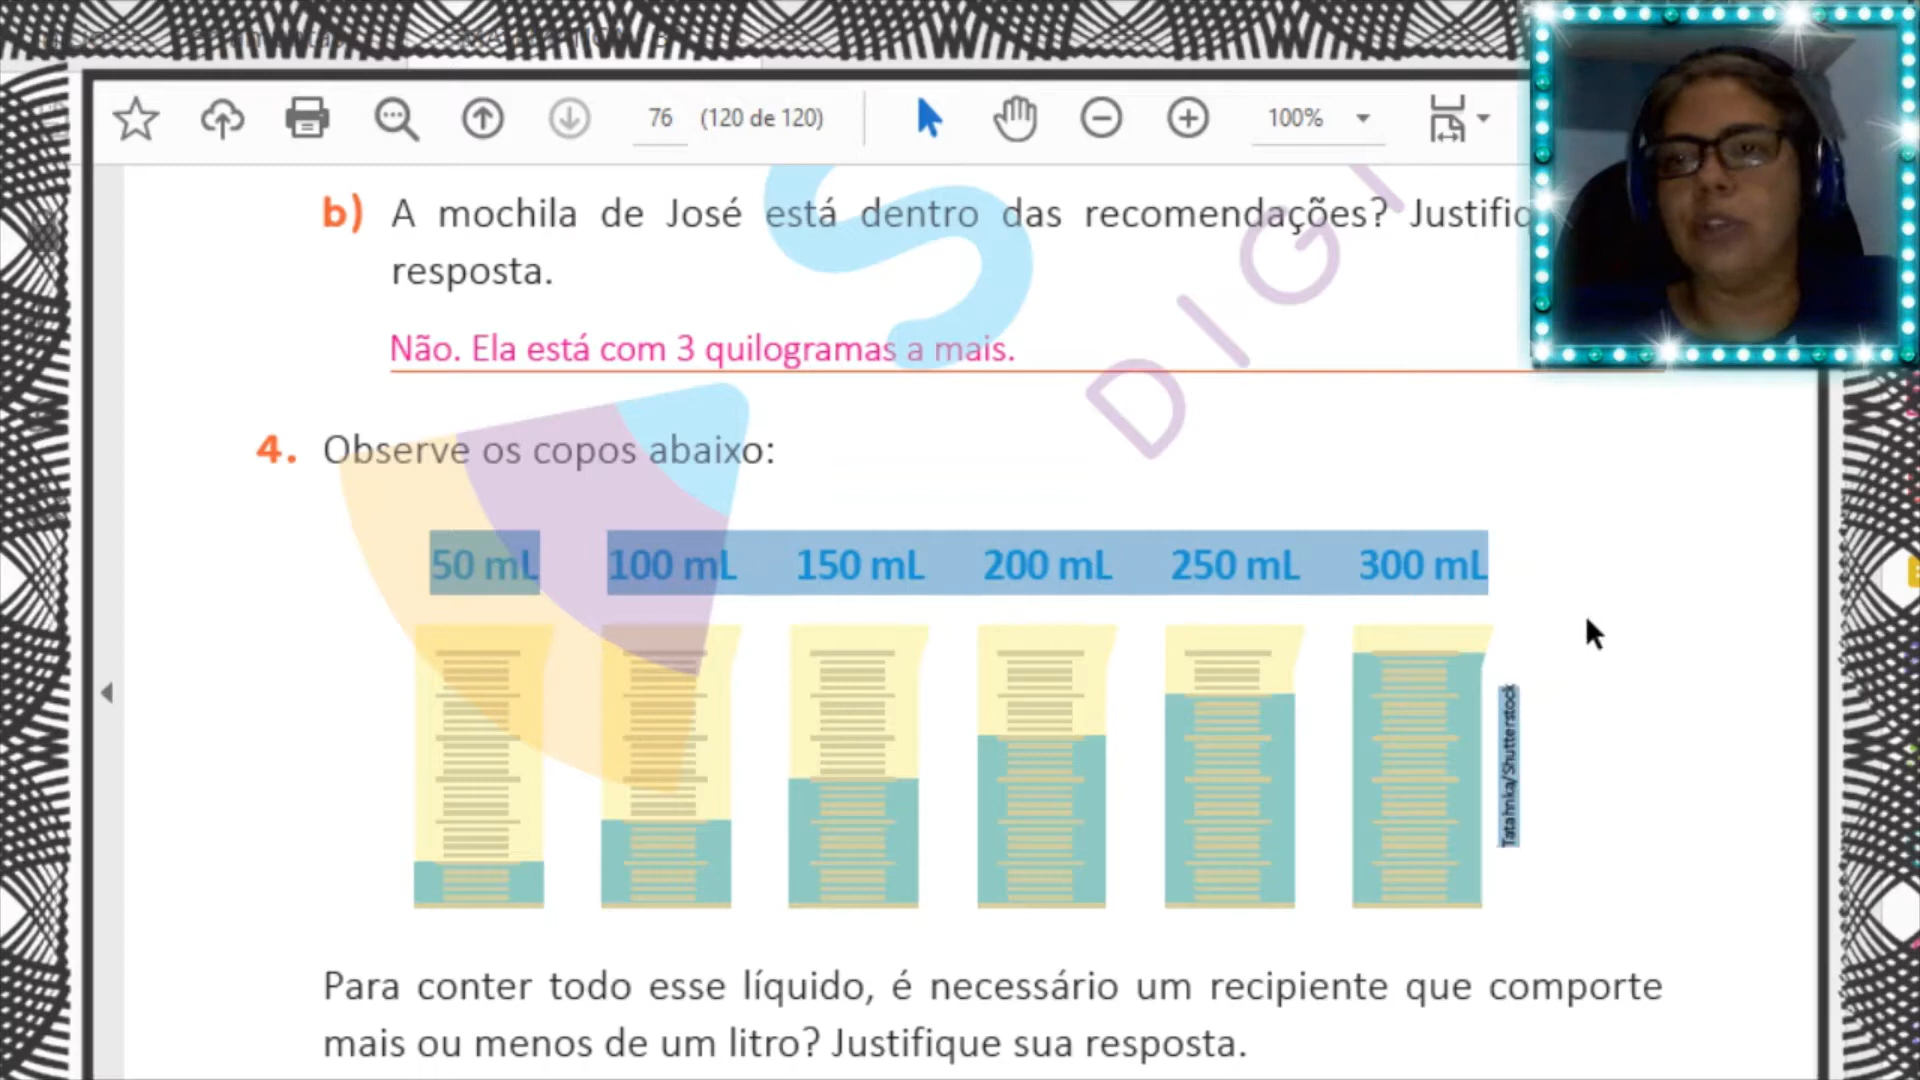 76 (120 de 120) 100%
b) A mochila de José está dentro das recomendações?
resposta.
Não. Ela está com 3 quilogramas a mais.
4. Observe os copos abaixo:
50 mL 100 mL 150 mL 200 mL 250 mL 300 mL
Tatahnka/Shutterstock
Para conter todo esse líquido, é necessário um recipiente que comporte
mais ou menos de um litro? Justifique sua resposta.
S
DIGI